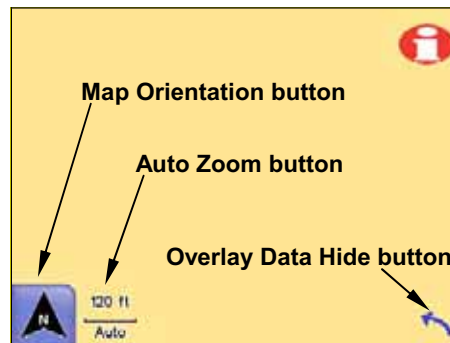 Map Orientation button
Auto Zoom button
Overlay Data Hide button
120 ft
N
Auto